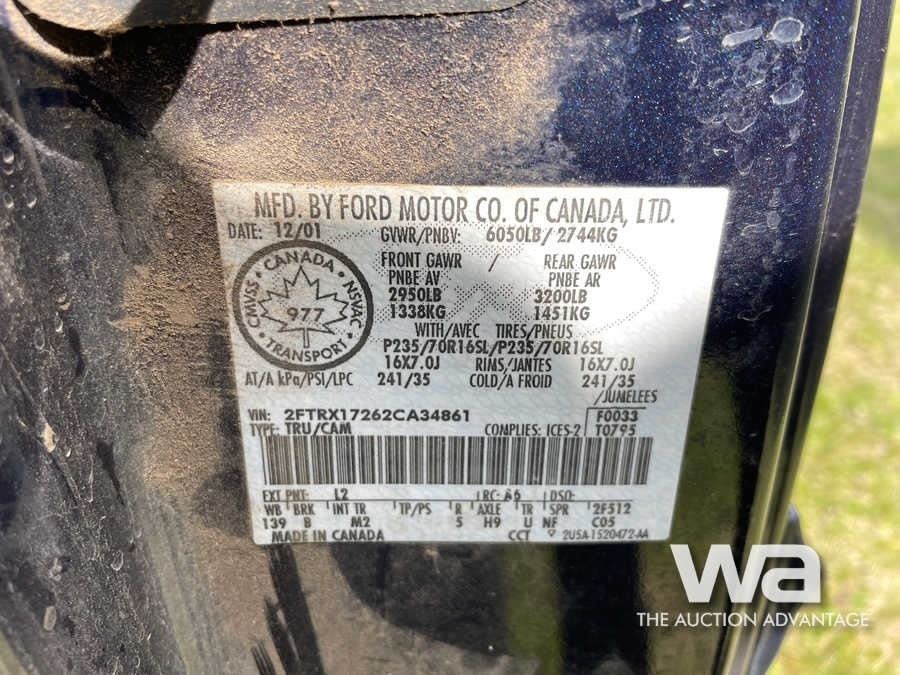 MFD. BY FORD MOTOR CO. OF CANADA, LTD.
DATE: 12/01 GVWR/PNBV: 6050LB/ 2744KG
FRONT GAWR / REAR GAWR
PNBE AV PNBE AR
2950LB 3200LB
1338KG 1451KG
CMVSS CANADA NSVAC
977
TRANSPORT
WITH/AVEC TIRES/PNEUS
P235/70R16SL/P235/70R16SL
16X7.0J RIMS/JANTES 16X7.0J
AT/A kPa/PSI/LPC 241/35 COLD/A FROID 241/35
/JUMELEES
VIN: 2FTRX17262CA34861 F0033
TYPE: TRU/CAM COMPLIES: ICES-2 T0795
EXT PNT: L2 RC: A6 DSO:
WB BRK INT TR TP/PS R AXLE TR SPR 2F512
139 B M2 5 H9 U NF C05
MADE IN CANADA CCT 2U5A-1520472-AA
wa
THE AUCTION ADVANTAGE